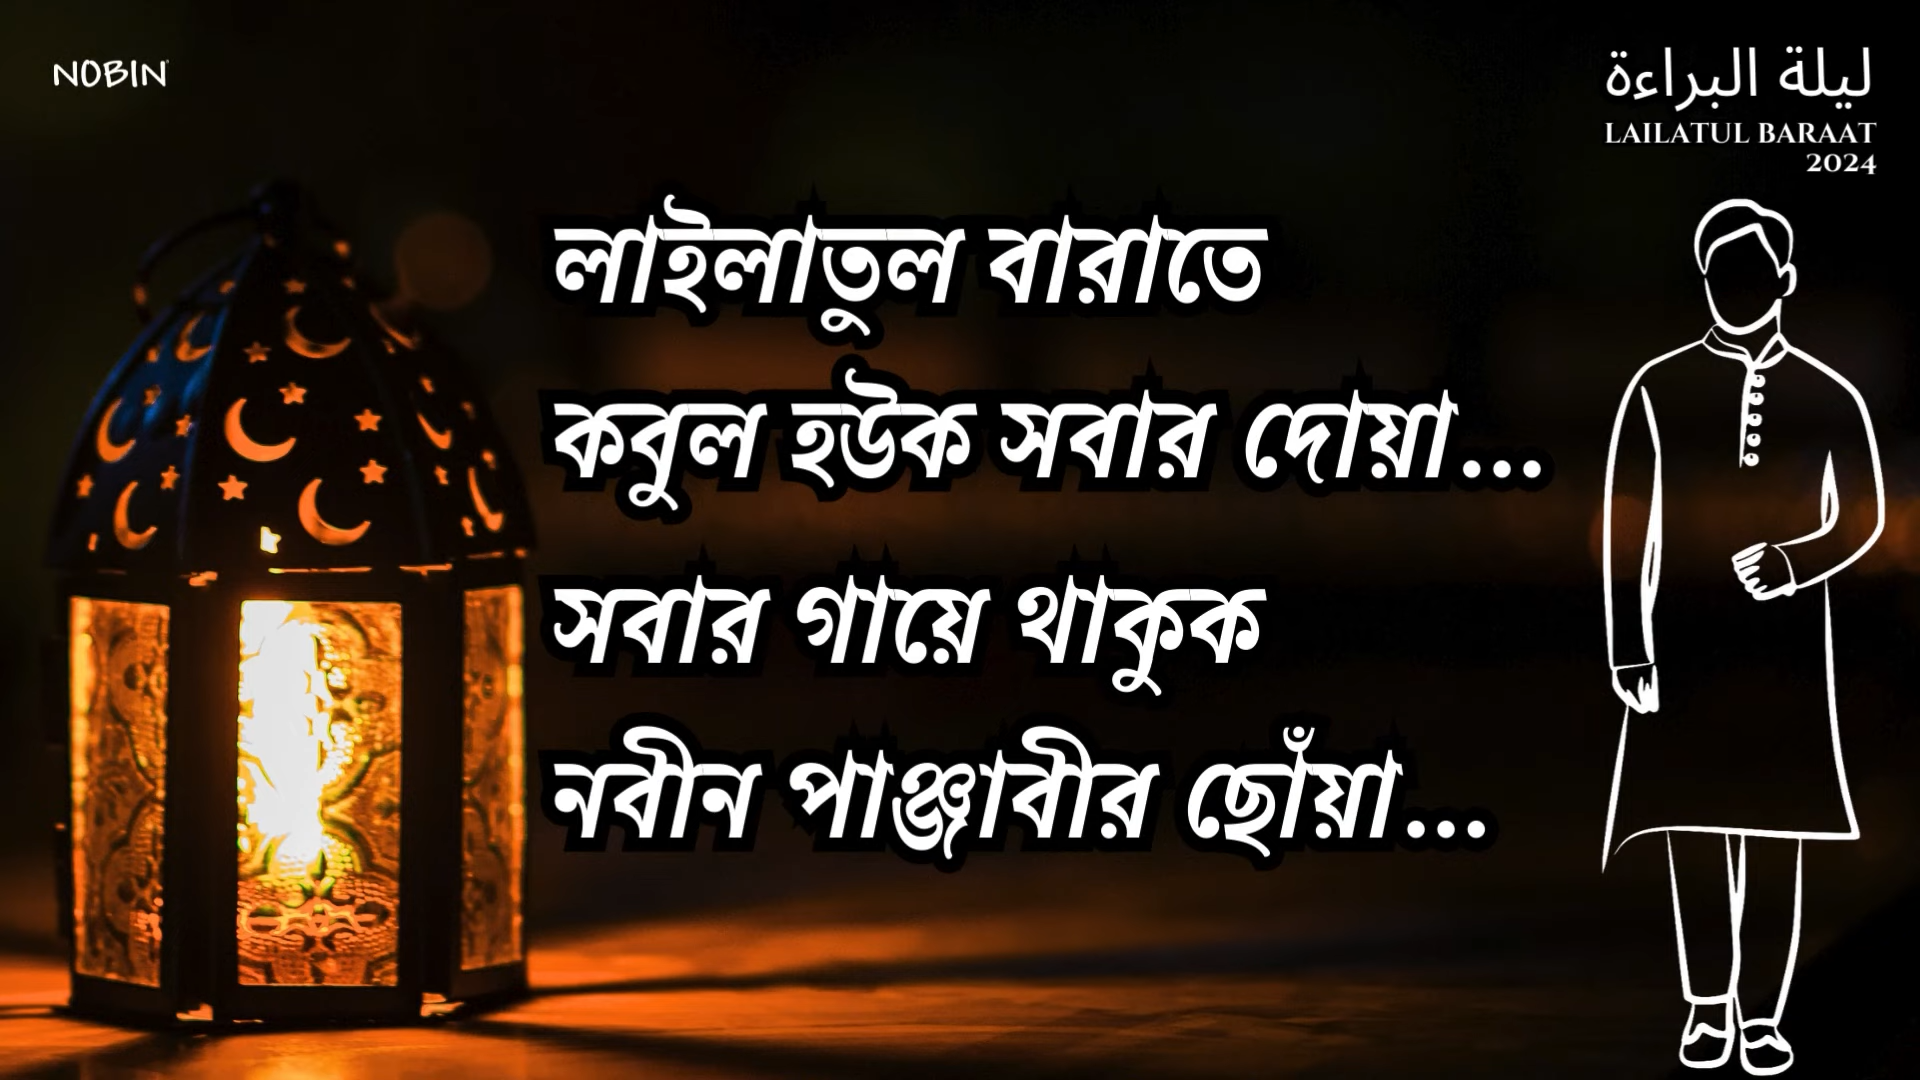 NOBIN
ليلة البراءة
LAILATUL BARAAT
2024
লাইলাতুল বারাতে
কবুল হউক সবার দোয়া...
সবার গায়ে থাকুক
নবীন পাঞ্জাবীর ছোঁয়া...